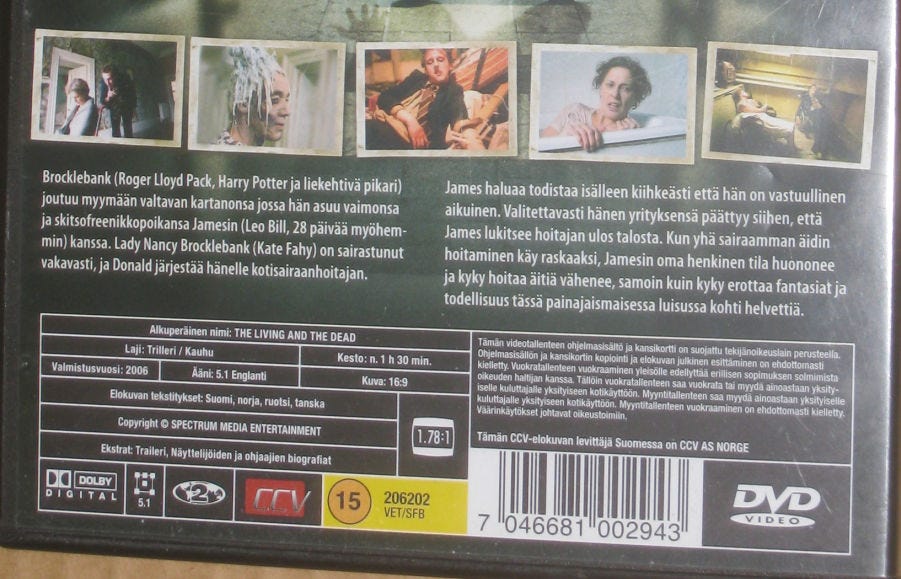 Brocklebank (Roger Lloyd Pack, Harry Potter ja liekehtivä pikari)
joutuu myymään valtavan kartanonsa jossa hän asuu vaimonsa
ja skitsofreenikkopoikansa Jamesin (Leo Bill, 28 päivää myöhem-
min) kanssa. Lady Nancy Brocklebank (Kate Fahy) on sairastunut
vakavasti, ja Donald järjestää hänelle kotisairaanhoitajan.
James haluaa todistaa isälleen kiihkeästi että hän on vastuullinen
aikuinen. Valitettavasti hänen yrityksensä päättyy siihen, että
James lukitsee hoitajan ulos talosta. Kun yhä sairaamman äidin
hoitaminen käy raskaaksi, Jamesin oma henkinen tila huononee
ja kyky hoitaa äitiä vähenee, samoin kuin kyky erottaa fantasiat ja
todellisuus tässä painajaismaisessa luisussa kohti helvettiä.
Alkuperäinen nimi: THE LIVING AND THE DEAD
Laji: Trilleri / Kauhu
Kesto: n. 1 h 30 min.
Valmistusvuosi: 2006
Ääni: 5.1 Englanti
Kuva: 16:9
Elokuvan tekstitykset: Suomi, norja, ruotsi, tanska
Copyright © SPECTRUM MEDIA ENTERTAINMENT
Ekstrat: Traileri, Näyttelijöiden ja ohjaajien biografiat
1.78:1
Tämän videotallenteen ohjelmasisältö ja kansikortti on suojattu tekijänoikeuslain perusteella.
Ohjelmasisällön ja kansikortin kopiointi ja elokuvan julkinen esittäminen on ehdottomasti
kielletty. Vuokratallenteen vuokraaminen yleisölle edellyttää erillisen sopimuksen solmimista
oikeuden haltijan kanssa. Tällöin vuokratallenteen saa vuokrata tai myydä ainoastaan yksity-
iselle kuluttajalle yksityiseen kotikäyttöön. Myyntitallenteen saa myydä ainoastaan yksityiselle
kuluttajalle yksityiseen kotikäyttöön. Myyntitallenteen vuokraaminen on ehdottomasti kielletty.
Väärinkäytökset johtavat oikeustoimiin.
Tämän CCV-elokuvan levittäjä Suomessa on CCV AS NORGE
DOLBY
DIGITAL
5.1
2
CCV
15
206202
VET/SFB
7 046681 002943
DVD
VIDEO